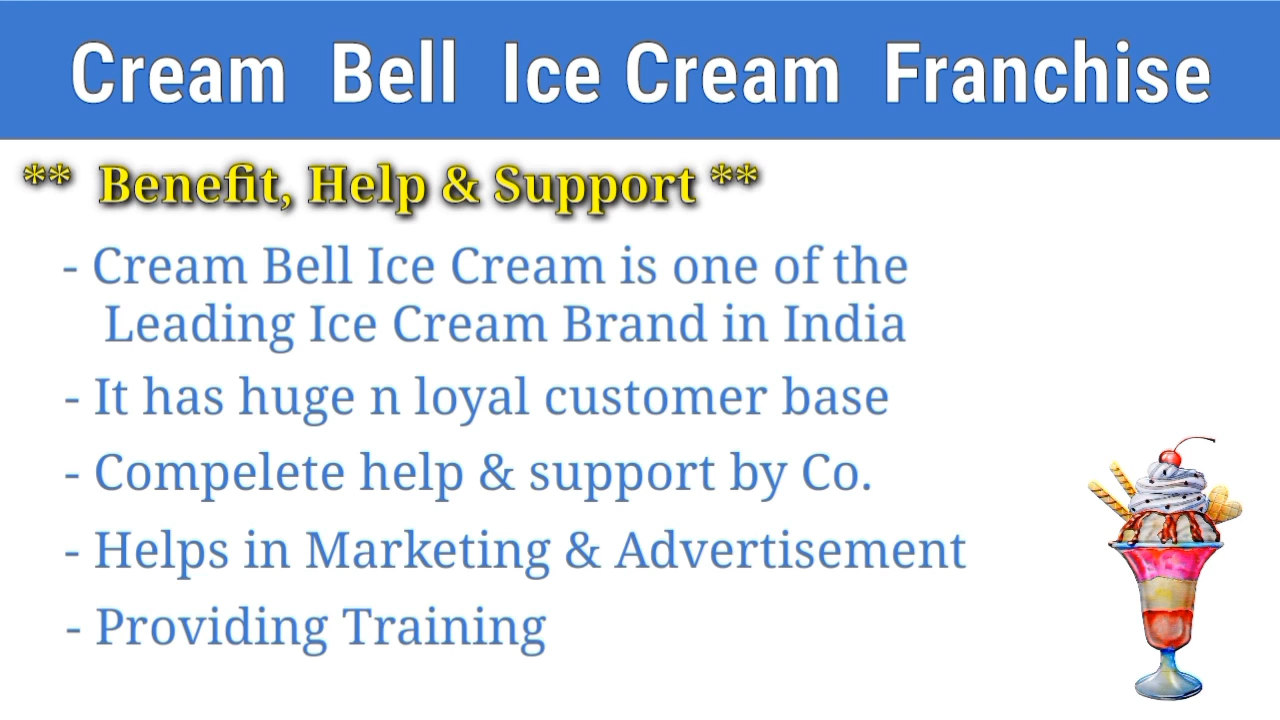 Cream Bell Ice Cream Franchise
** Benefit, Help & Support **
- Cream Bell Ice Cream is one of the
Leading Ice Cream Brand in India
- It has huge n loyal customer base
- Compelete help & support by Co.
- Helps in Marketing & Advertisement
- Providing Training